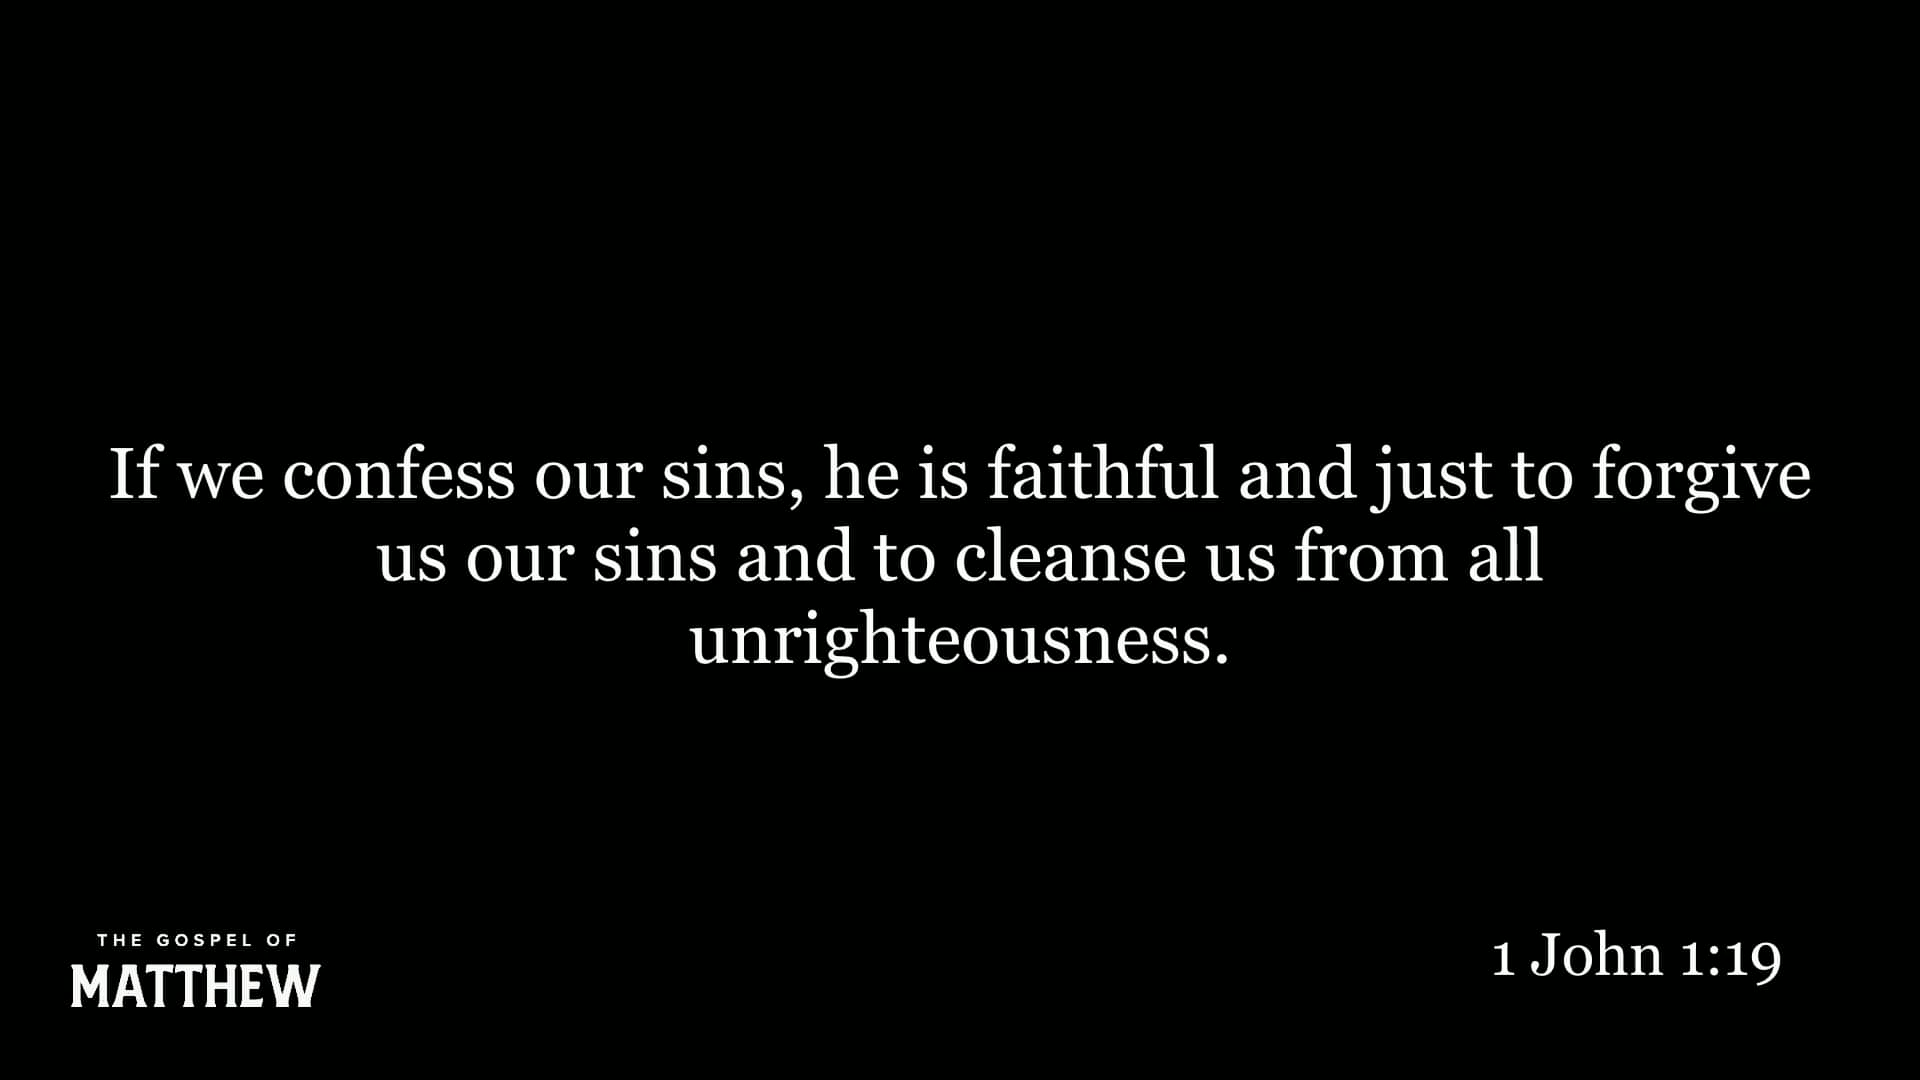 If we confess our sins, he is faithful and just to forgive
us our sins and to cleanse us from all
unrighteousness.
THE GOSPEL OF
MATTHEW
1 John 1:19